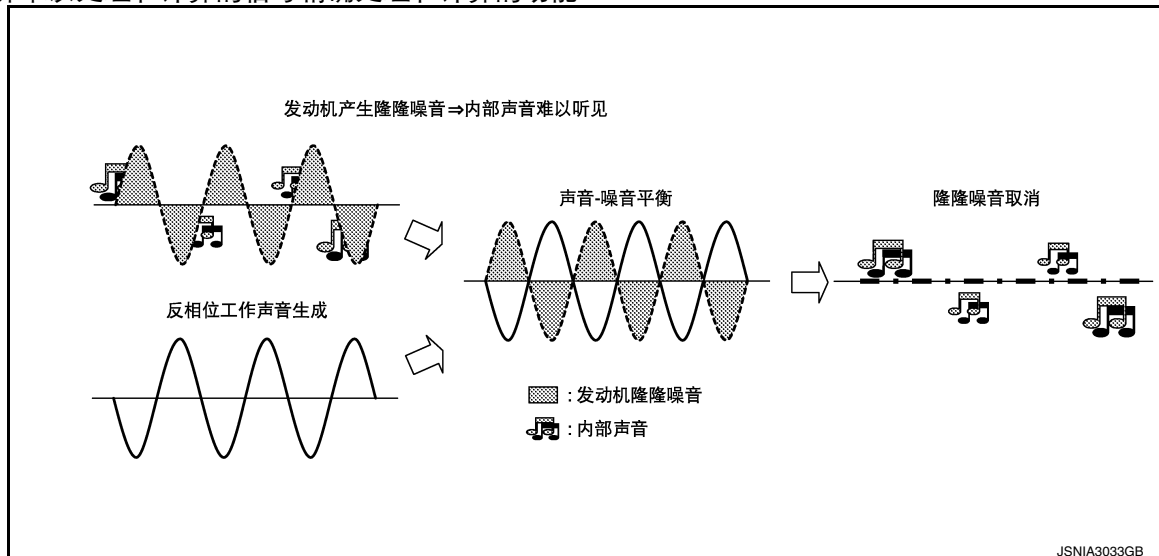 发动机产生隆隆噪音⇒内部声音难以听见
声音-噪音平衡
隆隆噪音取消
反相位工作声音生成
: 发动机隆隆噪音
: 内部声音
JSNIA3033GB